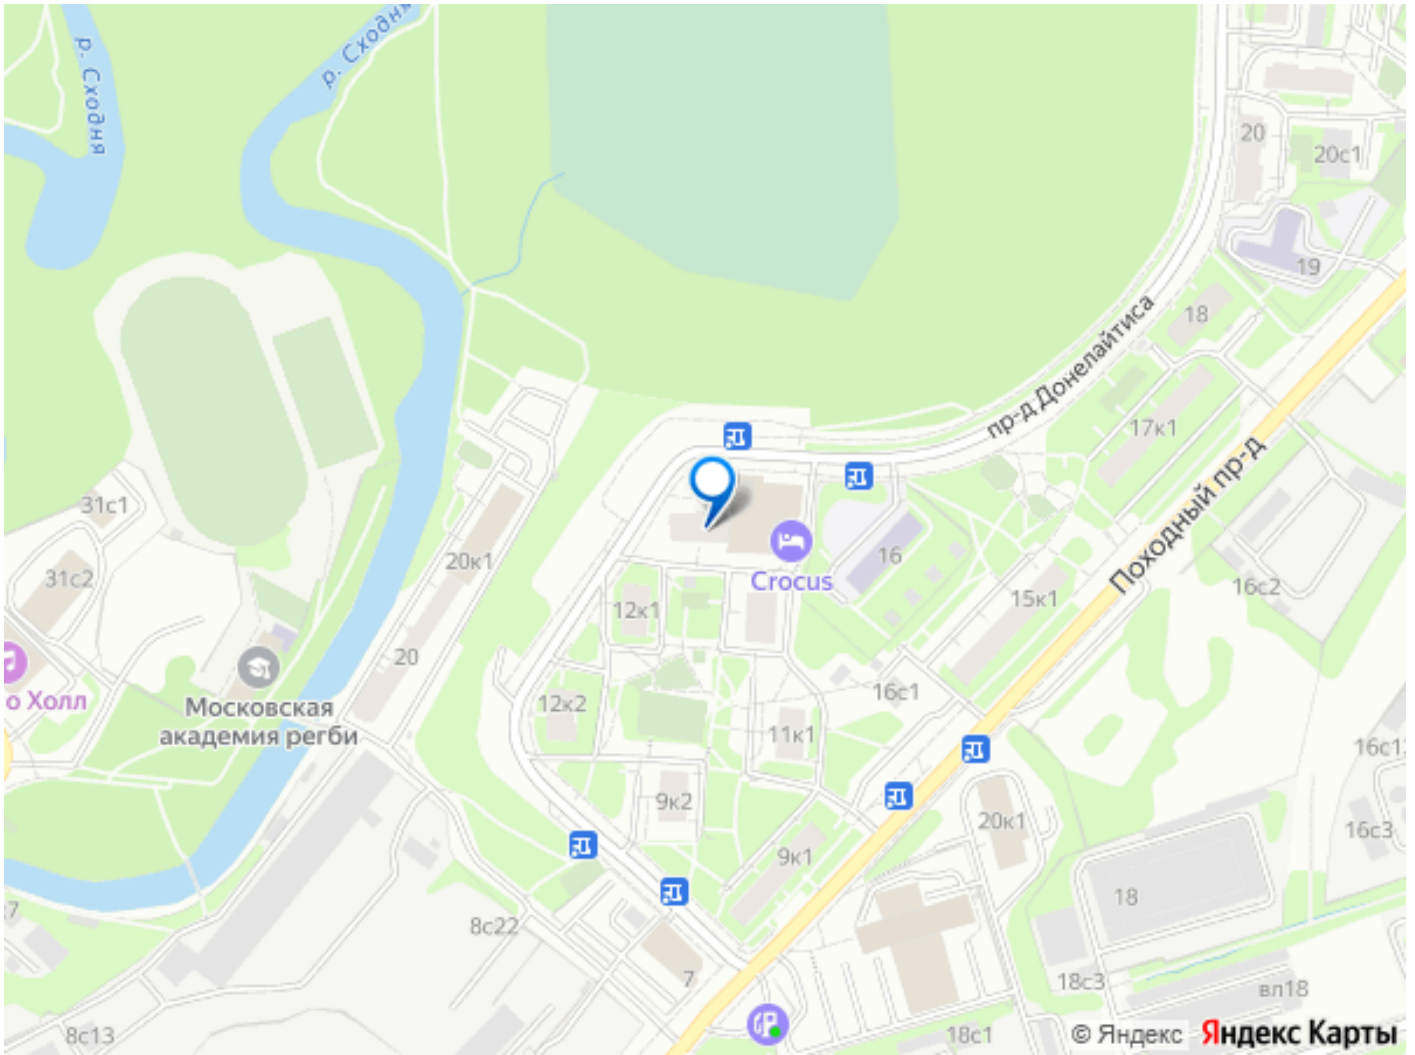 р. Сходня
р. Сходня
20
20с1
19
18
пр-д Донелайтиса
17к1
Походный пр-д
31с1
31с2
20к1
16
Crocus
16с2
15к1
12к1
20
о Холл
Московская
академия регби
12к2
16с1
11к1
9к2
20к1
16с3
9к1
18
8с22
7
18с3
вл18
8с13
18с1
© Яндекс
Яндекс Карты